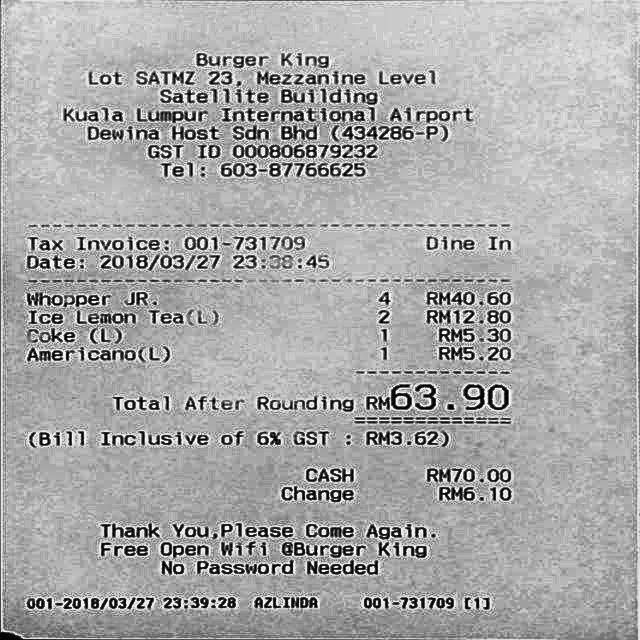 Burger King
Lot SATMZ 23, Mezzanine Level
Satellite Building
Kuala Lumpur International Airport
Dewina Host Sdn Bhd (434286-P)
GST ID 000806879232
Tel: 603-87766625
Tax Invoice: 001-731709 Dine In
Date: 2018/03/27 23:38:45
Whopper JR. 4 RM40.60
Ice Lemon Tea(L) 2 RM12.80
Coke (L) 1 RM5.30
Americano(L) 1 RM5.20
Total After Rounding RM63.90
(Bill Inclusive of 6% GST : RM3.62)
CASH RM70.00
Change RM6.10
Thank You,Please Come Again.
Free Open Wifi @Burger King
No Password Needed
001-2018/03/27 23:39:28 AZLINDA 001-731709 [1]